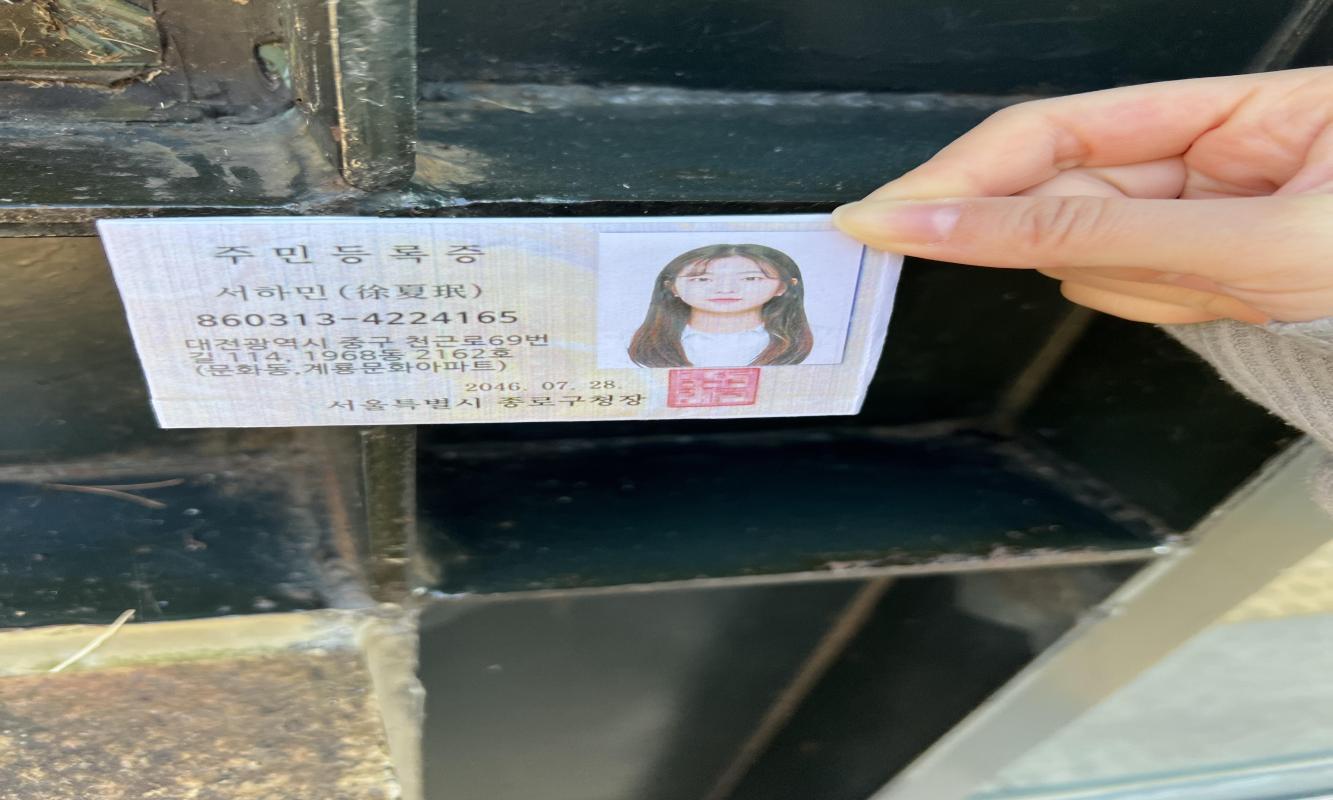 주민등록증
서하민(徐夏珉)
860313-4224165
대전광역시 중구 천근로69번
길 114, 1968동 2162호
(문화동,계룡문화아파트)
2046. 07. 28.
서울특별시 종로구청장